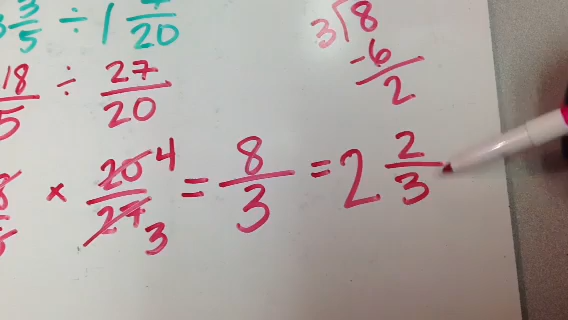 3/5 ÷ 1 /20
18/5 ÷ 27/20
× 20/27 4 3 = 8/3 = 2 2/3
3)8
-6
2